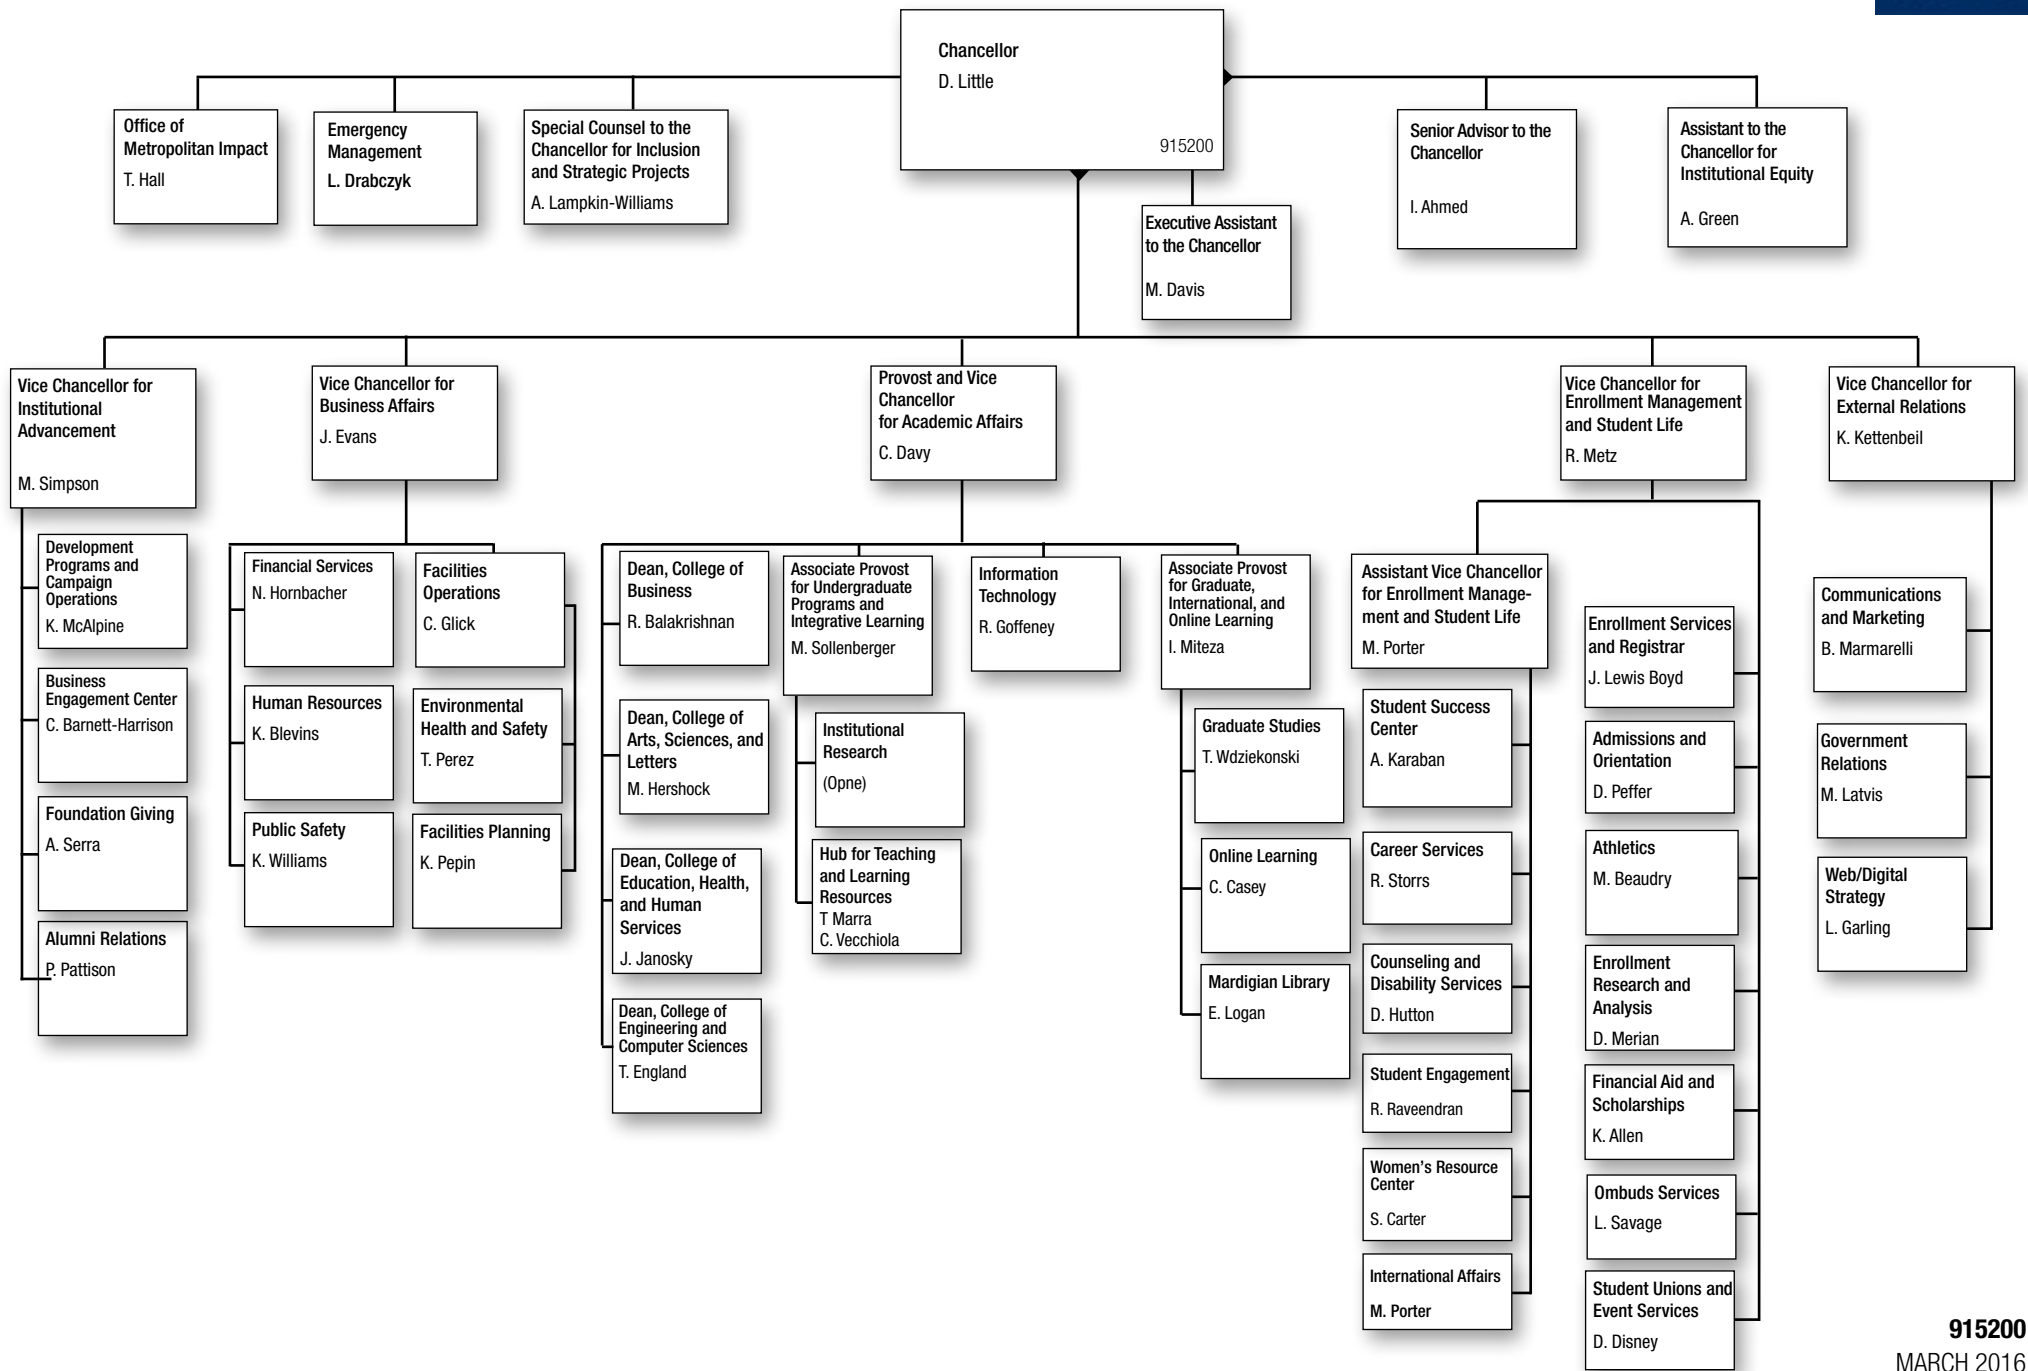 Chancellor
D. Little
915200
Office of
Metropolitan Impact
T. Hall
Emergency
Management
L. Drabczyk
Special Counsel to the
Chancellor for Inclusion
and Strategic Projects
A. Lampkin-Williams
Executive Assistant
to the Chancellor
M. Davis
Senior Advisor to the
Chancellor
I. Ahmed
Assistant to the
Chancellor for
Institutional Equity
A. Green
Vice Chancellor for
Institutional
Advancement
M. Simpson
Development
Programs and
Campaign
Operations
K. McAlpine
Business
Engagement Center
C. Barnett-Harrison
Foundation Giving
A. Serra
Alumni Relations
P. Pattison
Vice Chancellor for
Business Affairs
J. Evans
Financial Services
N. Hornbacher
Human Resources
K. Blevins
Public Safety
K. Williams
Facilities
Operations
C. Glick
Environmental
Health and Safety
T. Perez
Facilities Planning
K. Pepin
Provost and Vice
Chancellor
for Academic Affairs
C. Davy
Dean, College of
Business
R. Balakrishnan
Dean, College of
Arts, Sciences, and
Letters
M. Hershock
Dean, College of
Education, Health,
and Human
Services
J. Janosky
Dean, College of
Engineering and
Computer Sciences
T. England
Associate Provost
for Undergraduate
Programs and
Integrative Learning
M. Sollenberger
Institutional
Research
(Opne)
Hub for Teaching
and Learning
Resources
T Marra
C. Vecchiola
Information
Technology
R. Goffeney
Associate Provost
for Graduate,
International, and
Online Learning
I. Miteza
Graduate Studies
T. Wdziekonski
Online Learning
C. Casey
Mardigian Library
E. Logan
Vice Chancellor for
Enrollment Management
and Student Life
R. Metz
Assistant Vice Chancellor
for Enrollment Manage-
ment and Student Life
M. Porter
Student Success
Center
A. Karaban
Career Services
R. Storrs
Counseling and
Disability Services
D. Hutton
Student Engagement
R. Raveendran
Women's Resource
Center
S. Carter
International Affairs
M. Porter
Enrollment Services
and Registrar
J. Lewis Boyd
Admissions and
Orientation
D. Peffer
Athletics
M. Beaudry
Enrollment
Research and
Analysis
D. Merian
Financial Aid and
Scholarships
K. Allen
Ombuds Services
L. Savage
Student Unions and
Event Services
D. Disney
Vice Chancellor for
External Relations
K. Kettenbeil
Communications
and Marketing
B. Marmarelli
Government
Relations
M. Latvis
Web/Digital
Strategy
L. Garling
915200
MARCH 2016